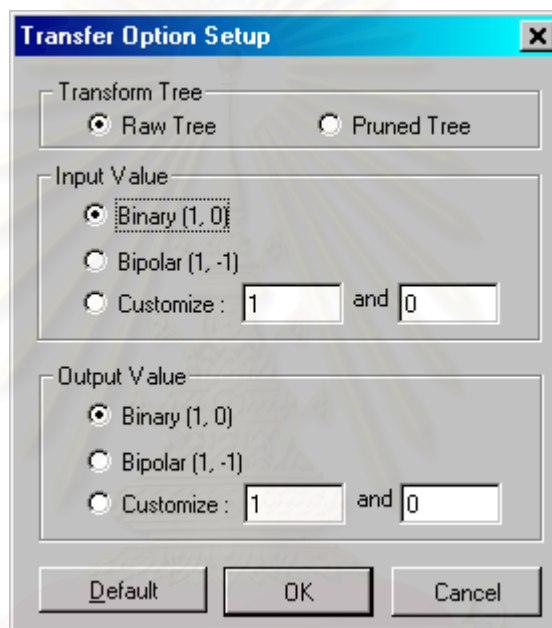 Transfer Option Setup
Transform Tree
Raw Tree Pruned Tree
Input Value
Binary (1, 0)
Bipolar (1, -1)
Customize : 1 and 0
Output Value
Binary (1, 0)
Bipolar (1, -1)
Customize : 1 and 0
Default OK Cancel